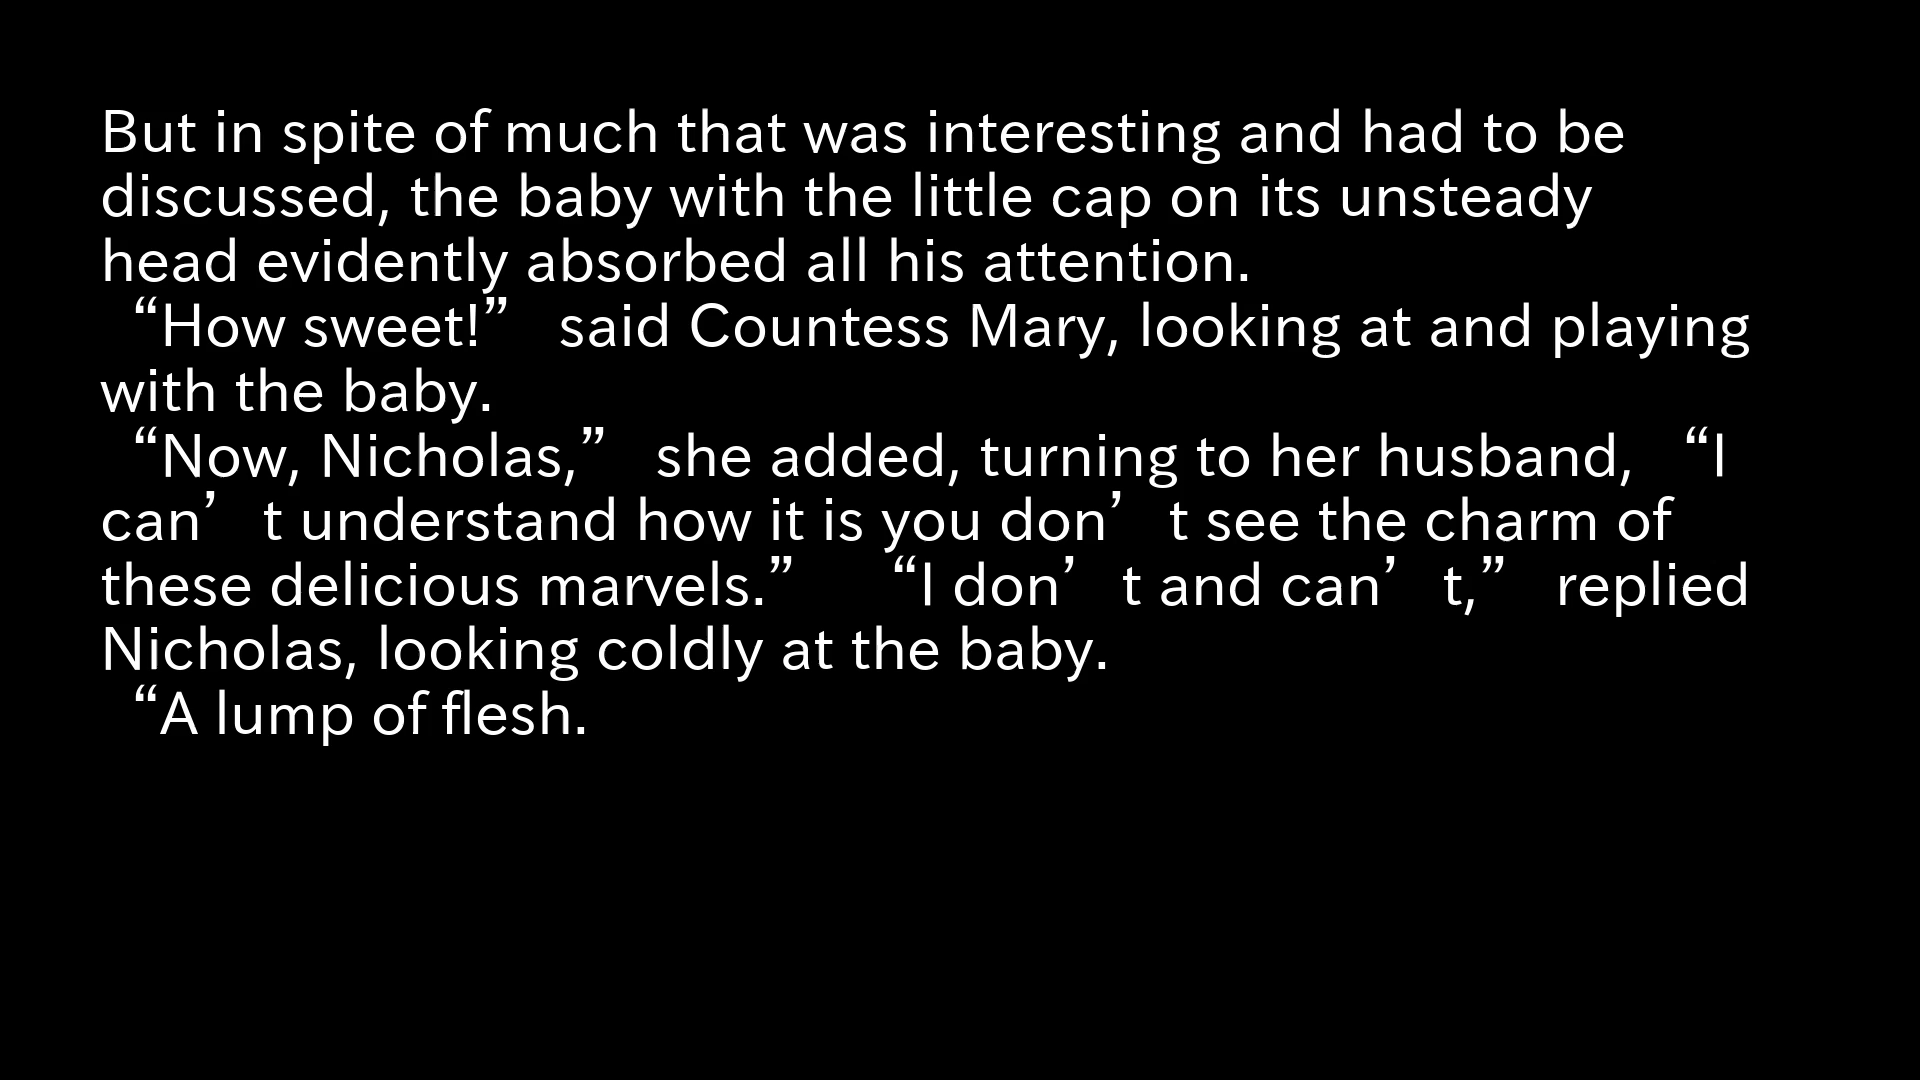 But in spite of much that was interesting and had to be
discussed, the baby with the little cap on its unsteady
head evidently absorbed all his attention.
“How sweet!” said Countess Mary, looking at and playing
with the baby.
“Now, Nicholas,” she added, turning to her husband, “I
can’t understand how it is you don’t see the charm of
these delicious marvels.” “I don’t and can’t,” replied
Nicholas, looking coldly at the baby.
“A lump of flesh.